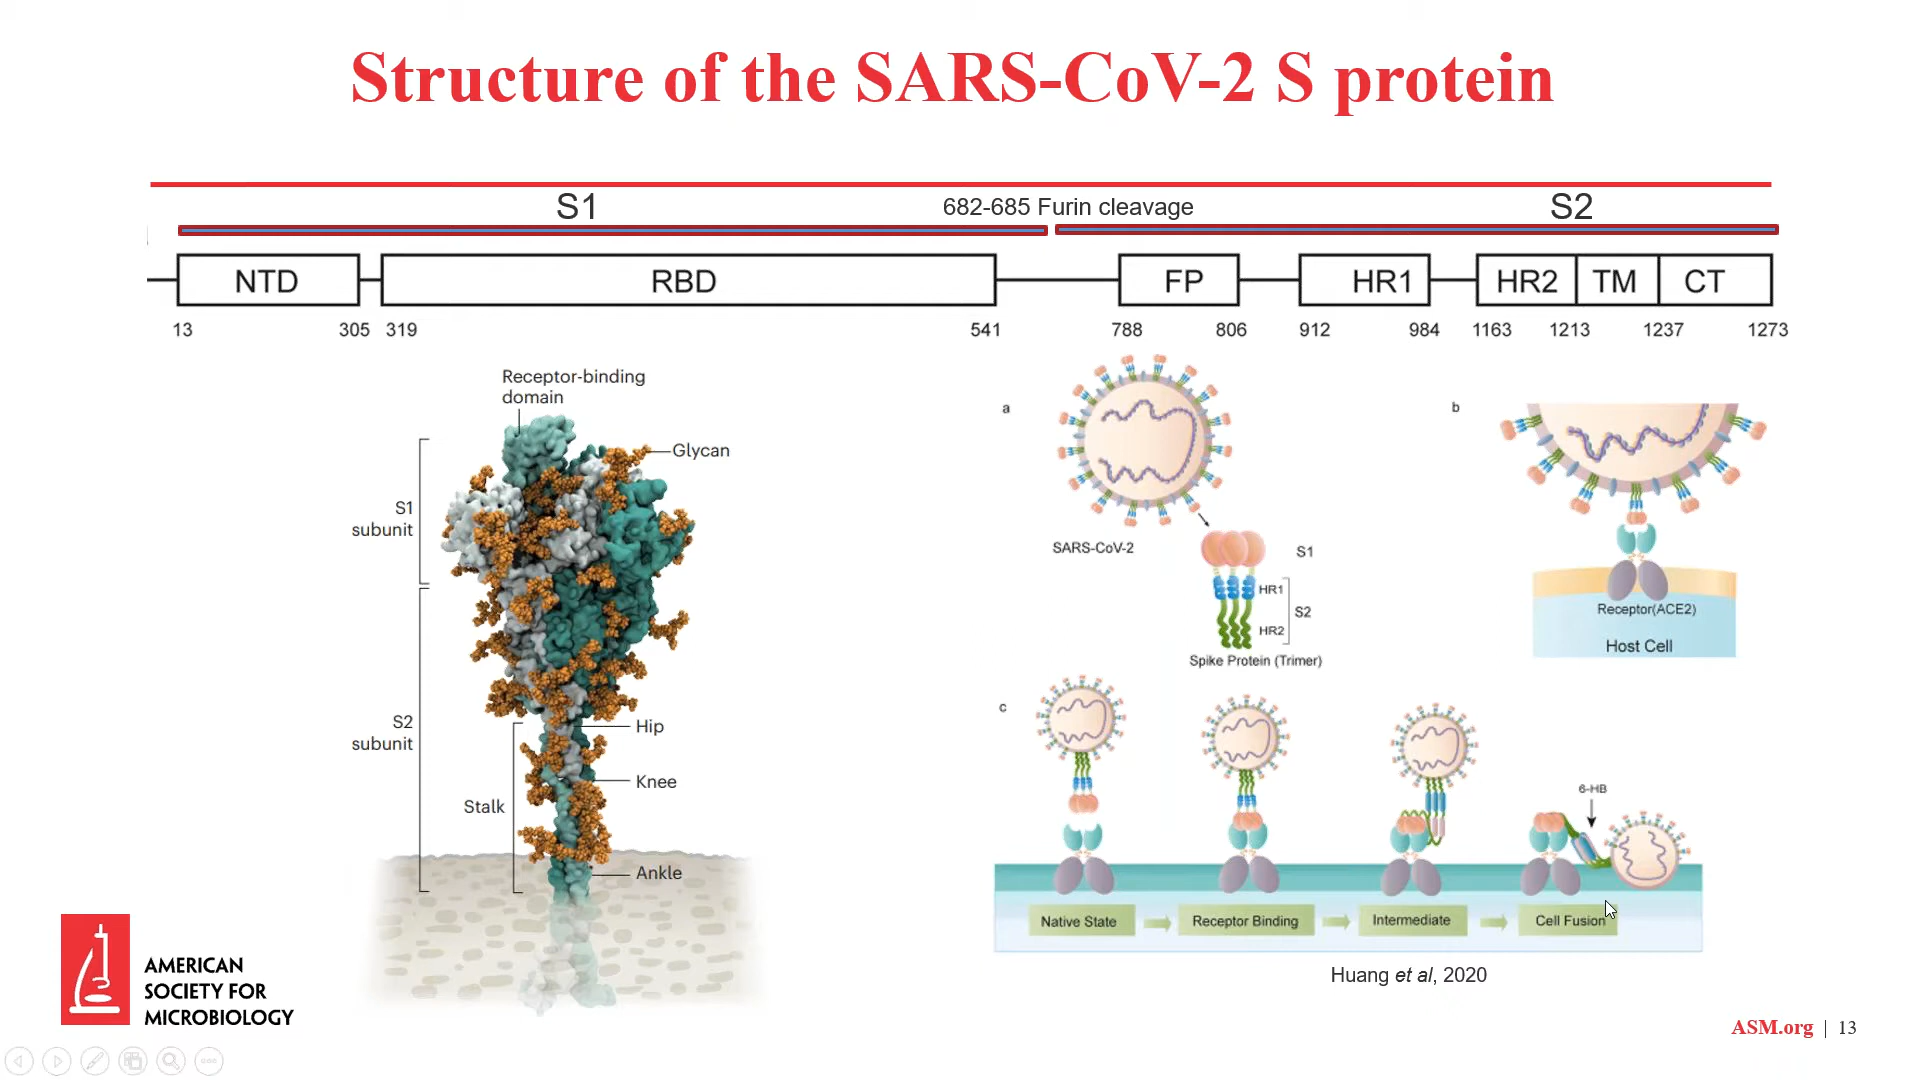 Structure of the SARS-CoV-2 S protein
S1
682-685 Furin cleavage
S2
NTD
RBD
FP
HR1
HR2
TM
CT
13
305
319
541
788
806
912
984
1163
1213
1237
1273
Receptor-binding
domain
Glycan
S1
subunit
S2
subunit
Hip
Knee
Stalk
Ankle
a
SARS-CoV-2
S1
HR1
S2
HR2
Spike Protein (Trimer)
b
Receptor(ACE2)
Host Cell
c
6-HB
Native State
Receptor Binding
Intermediate
Cell Fusion
Huang et al, 2020
AMERICAN
SOCIETY FOR
MICROBIOLOGY
ASM.org | 13